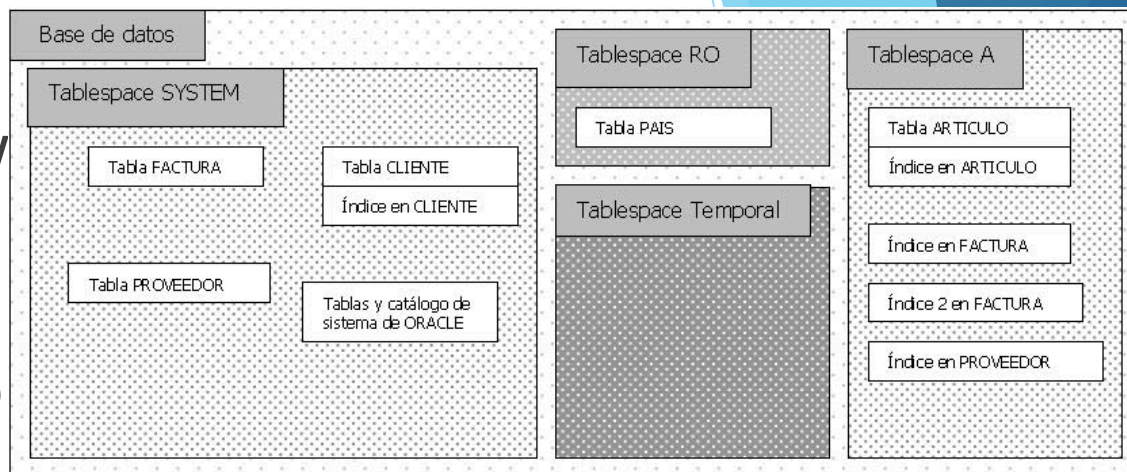 Base de datos
Tablespace SYSTEM
Tabla FACTURA
Tabla CLIENTE
Índice en CLIENTE
Tabla PROVEEDOR
Tablas y catálogo de
sistema de ORACLE
Tablespace RO
Tabla PAIS
Tablespace Temporal
Tablespace A
Tabla ARTICULO
Índice en ARTICULO
Índice en FACTURA
Índice 2 en FACTURA
Índice en PROVEEDOR